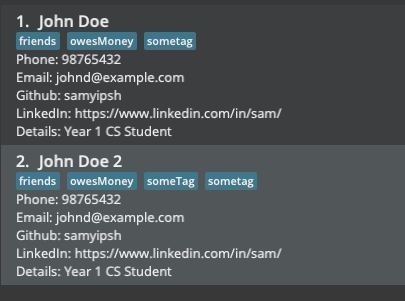 1. John Doe
friends owesMoney sometag
Phone: 98765432
Email: johnd@example.com
Github: samyipsh
LinkedIn: https://www.linkedin.com/in/sam/
Details: Year 1 CS Student
2. John Doe 2
friends owesMoney someTag sometag
Phone: 98765432
Email: johnd@example.com
Github: samyipsh
LinkedIn: https://www.linkedin.com/in/sam/
Details: Year 1 CS Student